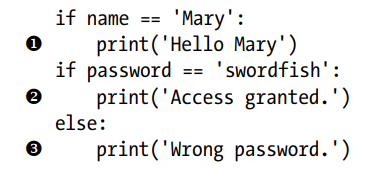 if name == 'Mary':
❶ print('Hello Mary')
if password == 'swordfish':
❷ print('Access granted.')
else:
❸ print('Wrong password.')